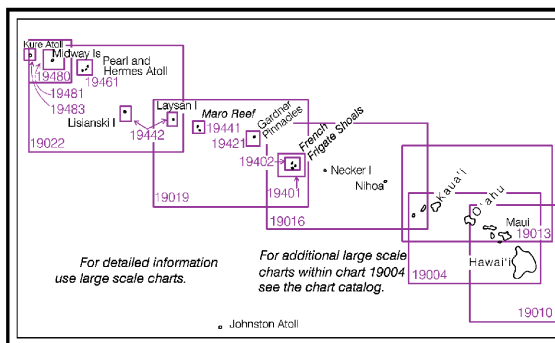 Kure Atoll
Midway Is
Pearl and
Hermes Atoll
19480
19461
19481
19483
Lisianski I
19442
19022
Laysan I
Maro Reef
19441
19421
Gardner
Pinnacles
French
Frigate Shoals
19402
19401
Necker I
Nihoa
19019
19016
Kaua'i
O'ahu
Maui
19013
Hawai'i
19004
19010
For detailed information
use large scale charts.
For additional large scale
charts within chart 19004
see the chart catalog.
Johnston Atoll